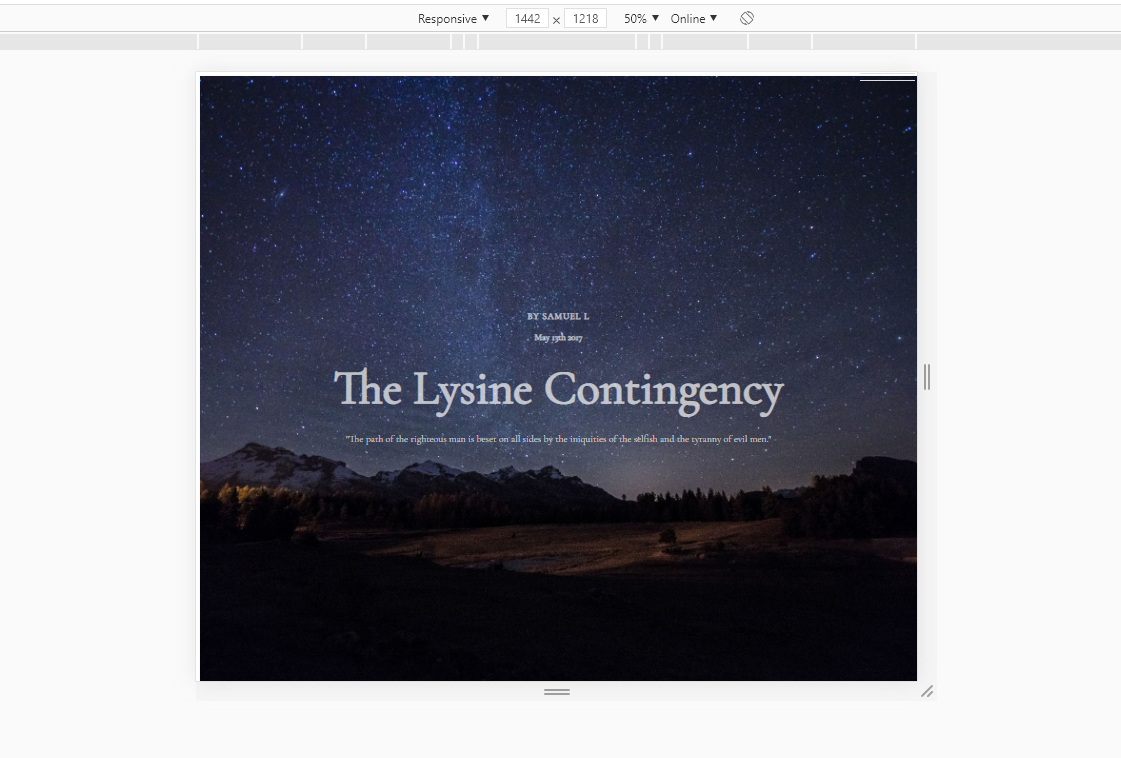 Responsive ▼ 1442 × 1218 50% ▼ Online ▼
BY SAMUEL L
May 15th 2017
The Lysine Contingency
"The path of the righteous man is beset on all sides by the iniquities of the selfish and the tyranny of evil men."